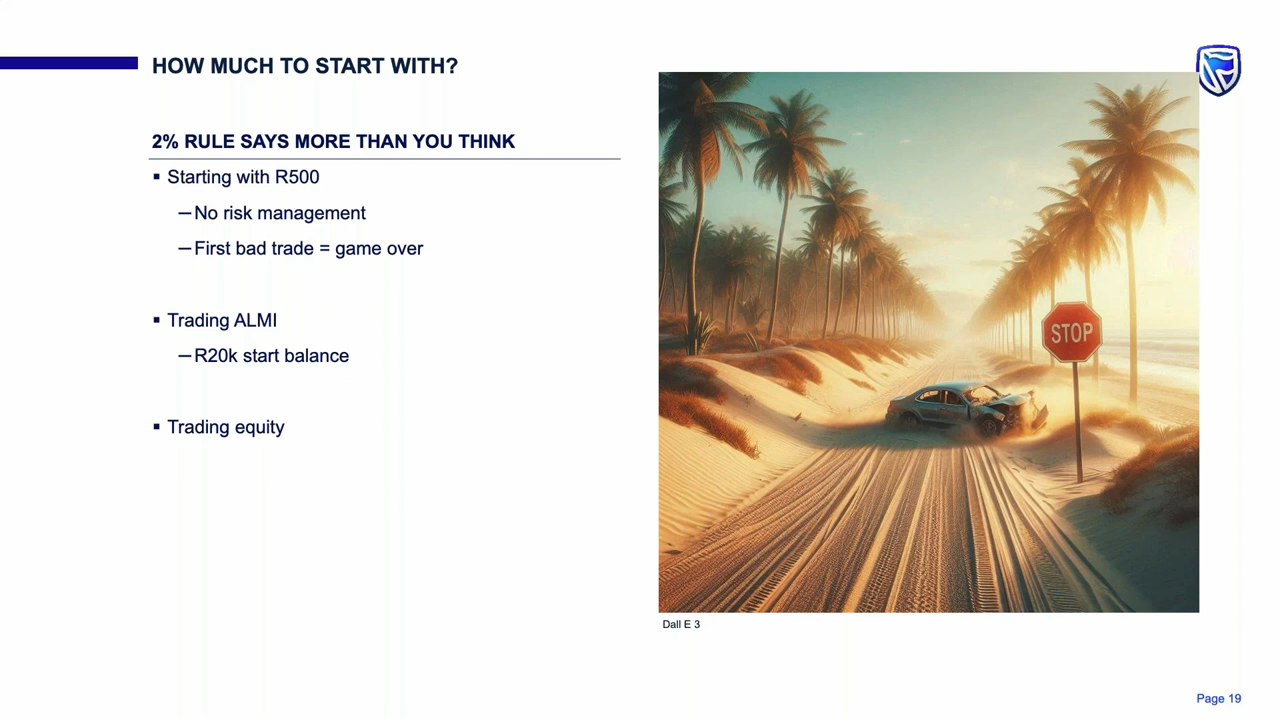 HOW MUCH TO START WITH?
2% RULE SAYS MORE THAN YOU THINK
▪ Starting with R500
– No risk management
– First bad trade = game over
▪ Trading ALMI
– R20k start balance
▪ Trading equity
STOP
Dall E 3
Page 19